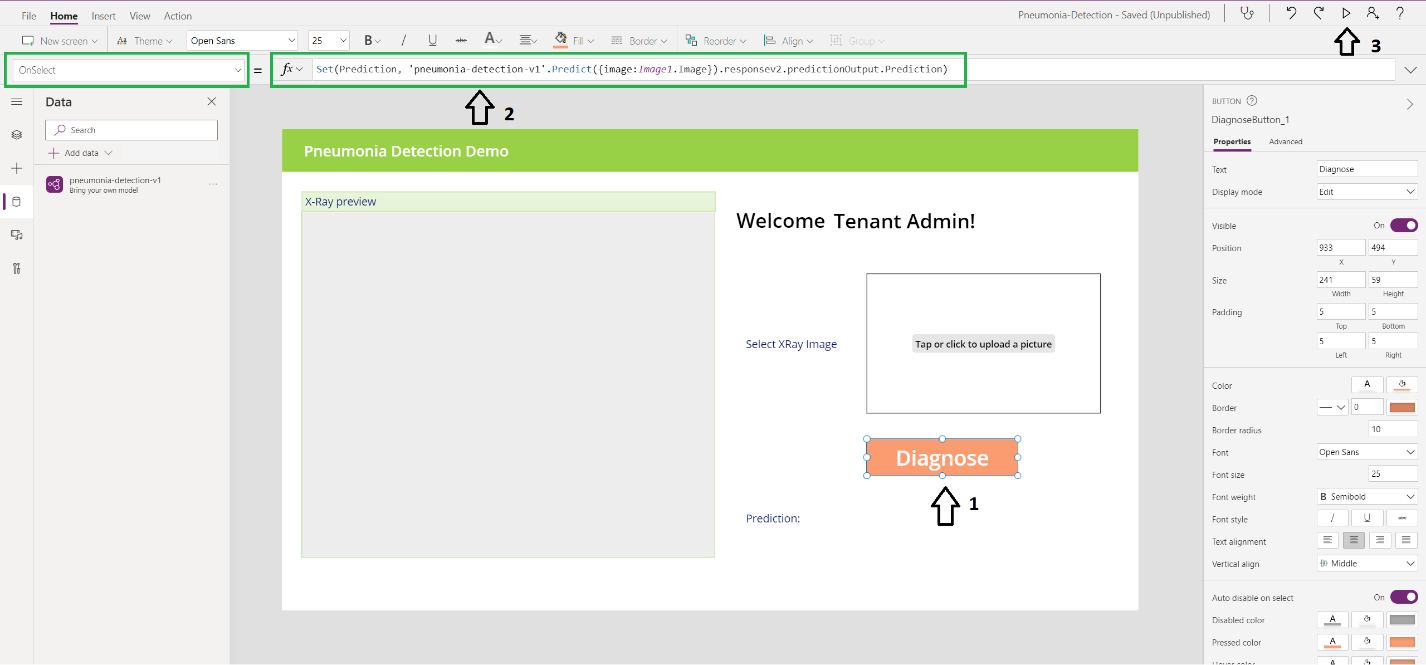 File Home Insert View Action
Pneumonia-Detection - Saved (Unpublished)
New screen Theme Open Sans 25 B / U abc A Fill Border Reorder Align Group
3
OnSelect = fx Set(Prediction, 'pneumonia-detection-v1'.Predict({image:Image1.Image}).responsev2.predictionOutput.Prediction)
2
Data
Search
Add data
pneumonia-detection-v1
Bring your own model
Pneumonia Detection Demo
X-Ray preview
Welcome Tenant Admin!
Select XRay Image
Tap or click to upload a picture
Diagnose
1
Prediction:
BUTTON
DiagnoseButton_1
Properties Advanced
Text Diagnose
Display mode Edit
Visible On
Position 933 494
X Y
Size 241 59
Width Height
Padding 5 5
Top Bottom
5 5
Left Right
Color A
Border 0
Border radius 10
Font Open Sans
Font size 25
Font weight B Semibold
Font style / U abc
Text alignment
Vertical align Middle
Auto disable on select On
Disabled color A
Pressed color A
Hover color A